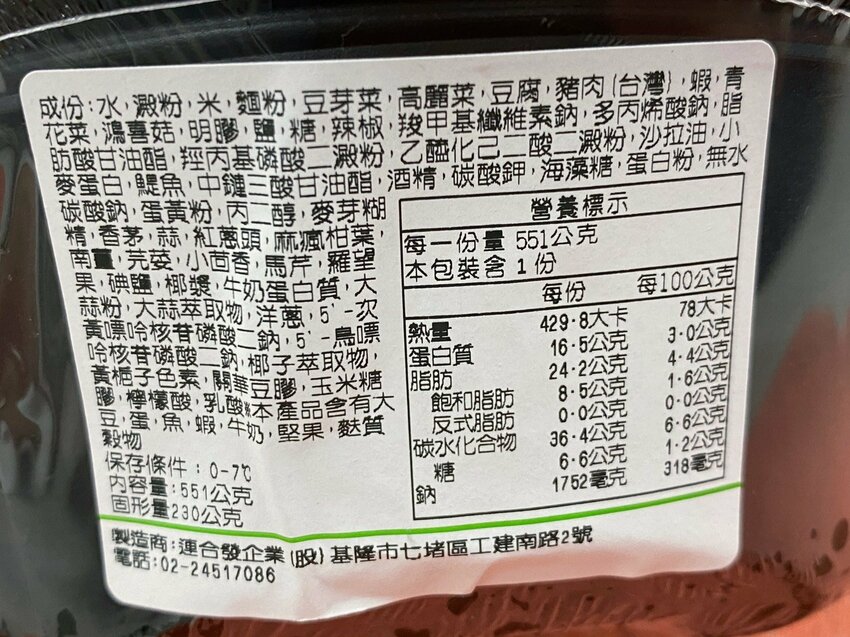 成份:水,澱粉,米,麵粉,豆芽菜,高麗菜,豆腐,豬肉(台灣),蝦,青
花菜,鴻喜菇,明膠,鹽,糖,辣椒,羧甲基纖維素鈉,多丙烯酸鈉,脂
肪酸甘油酯,羥丙基磷酸二澱粉,乙醯化己二酸二澱粉,沙拉油,小
麥蛋白,鯷魚,中鏈三酸甘油酯,酒精,碳酸鉀,海藻糖,蛋白粉,無水
碳酸鈉,蛋黃粉,丙二醇,麥芽糊
精,香茅,蒜,紅蔥頭,麻瘋柑葉,
南薑,芫荽,小茴香,馬芹,羅望
果,碘鹽,椰漿,牛奶蛋白質,大
蒜粉,大蒜萃取物,洋蔥,5'-次
黃嘌呤核苷磷酸二鈉,5'-鳥嘌
呤核苷磷酸二鈉,椰子萃取物,
黃梔子色素,關華豆膠,玉米糖
膠,檸檬酸,乳酸 本產品含有大
豆,蛋,魚,蝦,牛奶,堅果,麩質
穀物
保存條件:0-7℃
內容量:551公克
固形量230公克
營養標示
每一份量 551公克
本包裝含 1 份
每份 每100公克
熱量 429.8大卡 78大卡
蛋白質 16.5公克 3.0公克
脂肪 24.2公克 4.4公克
飽和脂肪 8.5公克 1.6公克
反式脂肪 0.0公克 0.0公克
碳水化合物 36.4公克 6.6公克
糖 6.6公克 1.2公克
鈉 1752毫克 318毫克
製造商:連合發企業(股)基隆市七堵區工建南路2號
電話:02-24517086